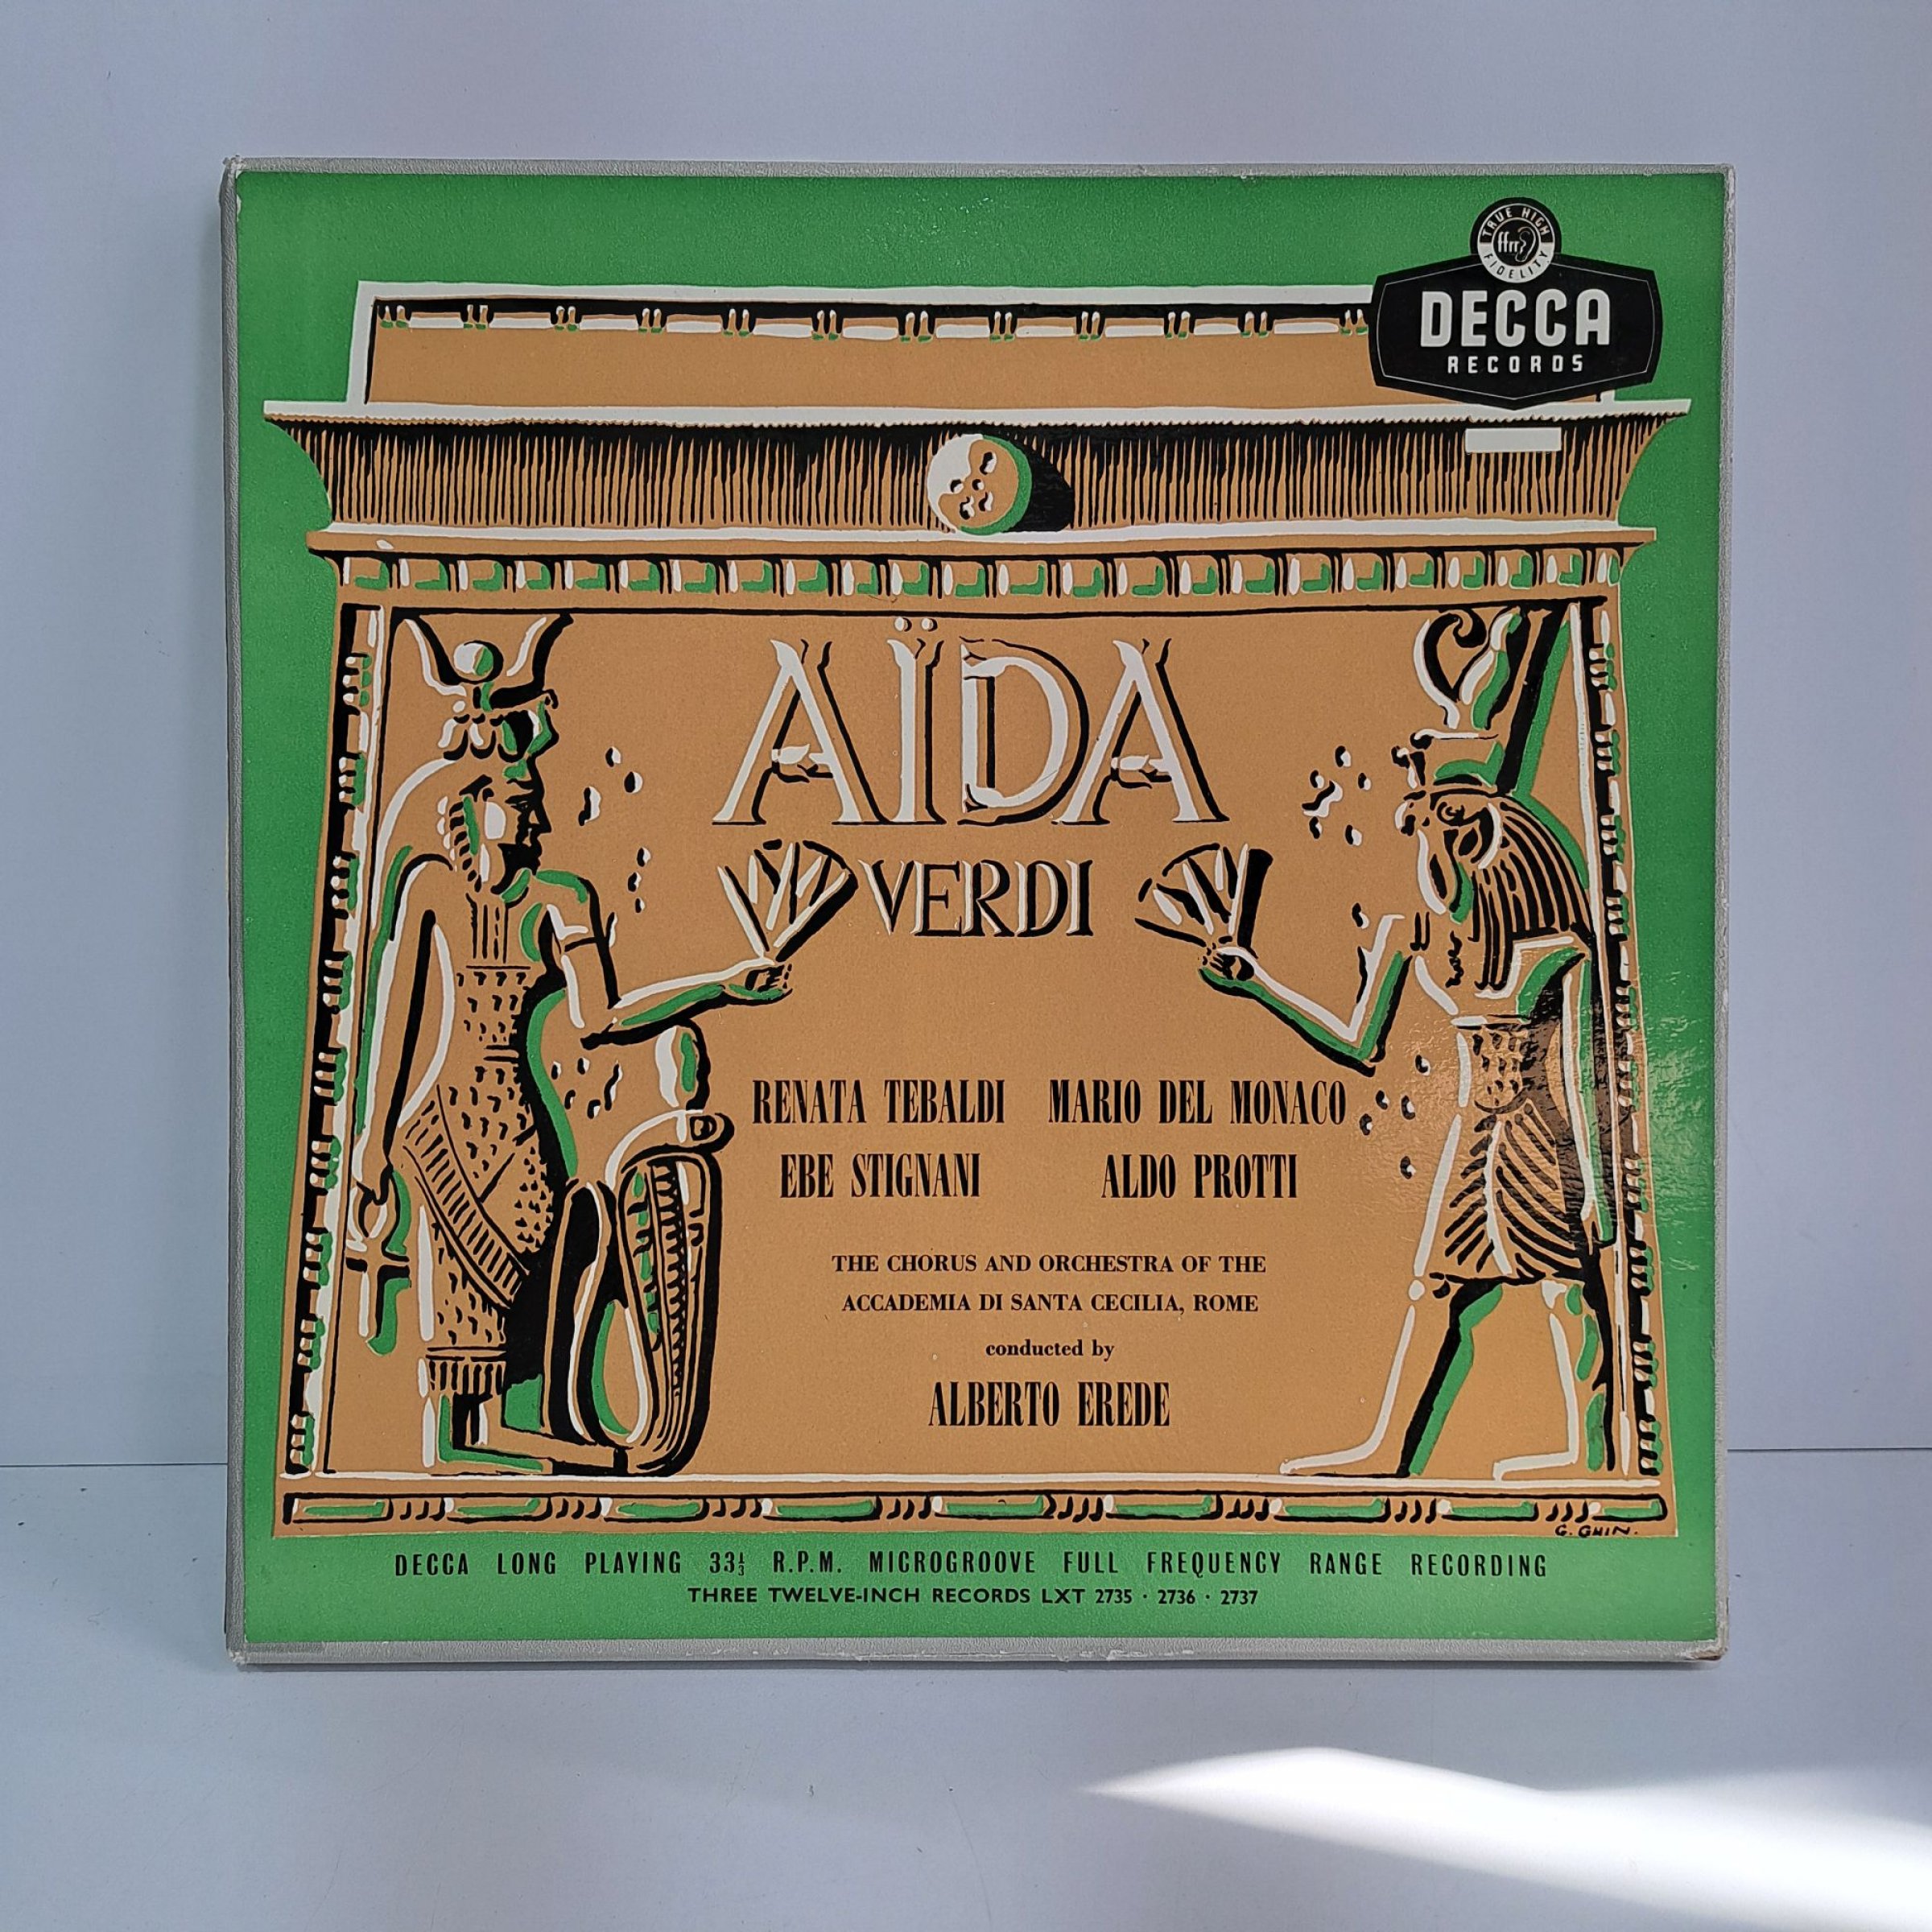 TRUE HIGH
ffrr
FIDELITY
DECCA
RECORDS
AÏDA
VERDI
RENATA TEBALDI MARIO DEL MONACO
EBE STIGNANI ALDO PROTTI
THE CHORUS AND ORCHESTRA OF THE
ACCADEMIA DI SANTA CECILIA, ROME
conducted by
ALBERTO EREDE
G. GHIN.
DECCA LONG PLAYING 33⅓ R.P.M. MICROGROOVE FULL FREQUENCY RANGE RECORDING
THREE TWELVE-INCH RECORDS LXT 2735 · 2736 · 2737